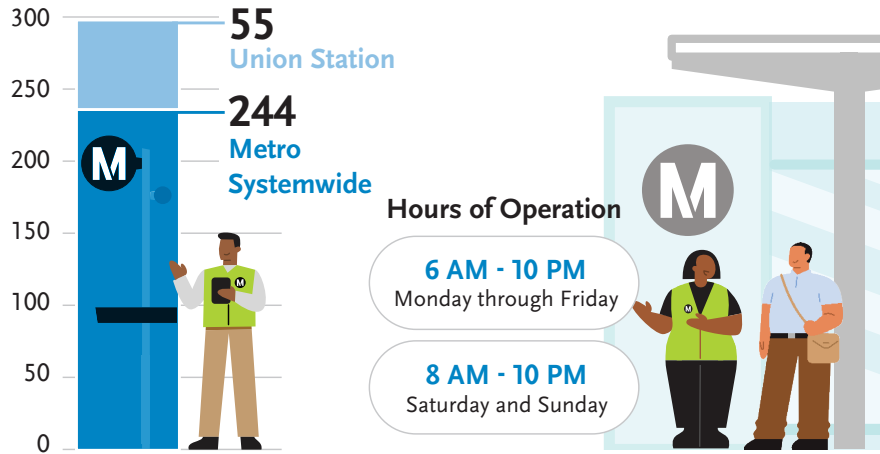 300
55
Union Station
250
244
Metro
Systemwide
200
M
M
150
Hours of Operation
M
6 AM - 10 PM
Monday through Friday
M
100
8 AM - 10 PM
Saturday and Sunday
50
0